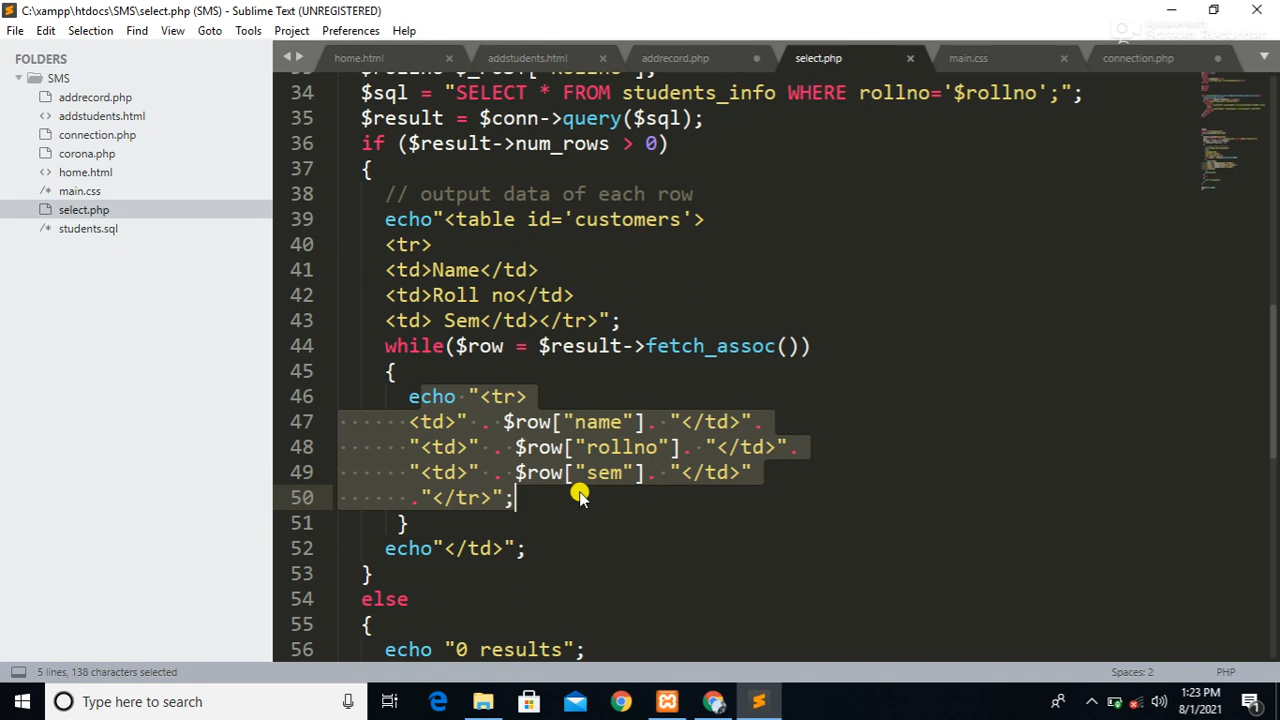 C:\xampp\htdocs\SMS\select.php (SMS) - Sublime Text (UNREGISTERED)
File Edit Selection Find View Goto Tools Project Preferences Help
Screen Recorder
FOLDERS
SMS
addrecord.php
addstudents.html
connection.php
corona.php
home.html
main.css
select.php
students.sql
home.html addstudents.html addrecord.php select.php main.css connection.php
34 $sql = "SELECT * FROM students_info WHERE rollno='$rollno';";
35 $result = $conn->query($sql);
36 if ($result->num_rows > 0)
37 {
38 // output data of each row
39 echo"<table id='customers'>
40 <tr>
41 <td>Name</td>
42 <td>Roll no</td>
43 <td> Sem</td></tr>";
44 while($row = $result->fetch_assoc())
45 {
46 echo "<tr>
47 <td>" . $row["name"]. "</td>".
48 "<td>" . $row["rollno"]. "</td>".
49 "<td>" . $row["sem"]. "</td>"
50 ."</tr>";
51 }
52 echo"</td>";
53 }
54 else
55 {
56 echo "0 results";
5 lines, 138 characters selected
Spaces: 2
PHP
Type here to search
1:23 PM
8/1/2021